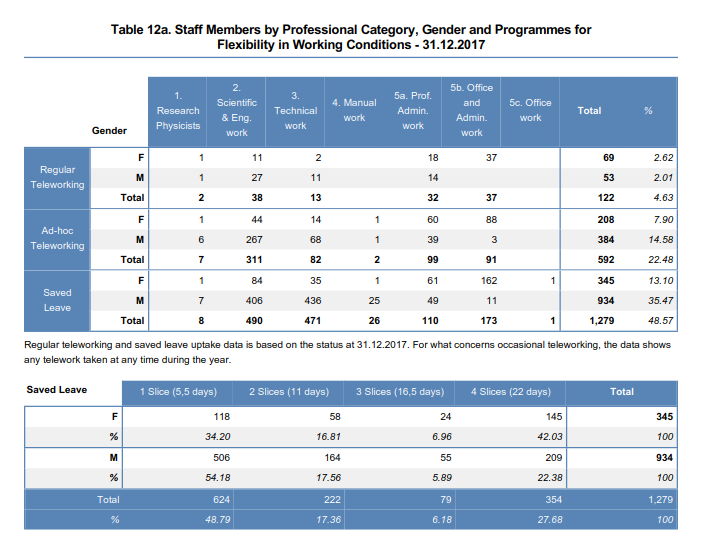 Table 12a. Staff Members by Professional Category, Gender and Programmes for
Flexibility in Working Conditions - 31.12.2017
Gender 1. Research Physicists 2. Scientific & Eng. work 3. Technical work 4. Manual work 5a. Prof. Admin. work 5b. Office and Admin. work 5c. Office work Total %
Regular Teleworking
F 1 11 2 18 37 69 2.62
M 1 27 11 14 53 2.01
Total 2 38 13 32 37 122 4.63
Ad-hoc Teleworking
F 1 44 14 1 60 88 208 7.90
M 6 267 68 1 39 3 384 14.58
Total 7 311 82 2 99 91 592 22.48
Saved Leave
F 1 84 35 1 61 162 1 345 13.10
M 7 406 436 25 49 11 934 35.47
Total 8 490 471 26 110 173 1 1,279 48.57
Regular teleworking and saved leave uptake data is based on the status at 31.12.2017. For what concerns occasional teleworking, the data shows
any telework taken at any time during the year.
Saved Leave 1 Slice (5,5 days) 2 Slices (11 days) 3 Slices (16,5 days) 4 Slices (22 days) Total
F 118 58 24 145 345
% 34.20 16.81 6.96 42.03 100
M 506 164 55 209 934
% 54.18 17.56 5.89 22.38 100
Total 624 222 79 354 1,279
% 48.79 17.36 6.18 27.68 100